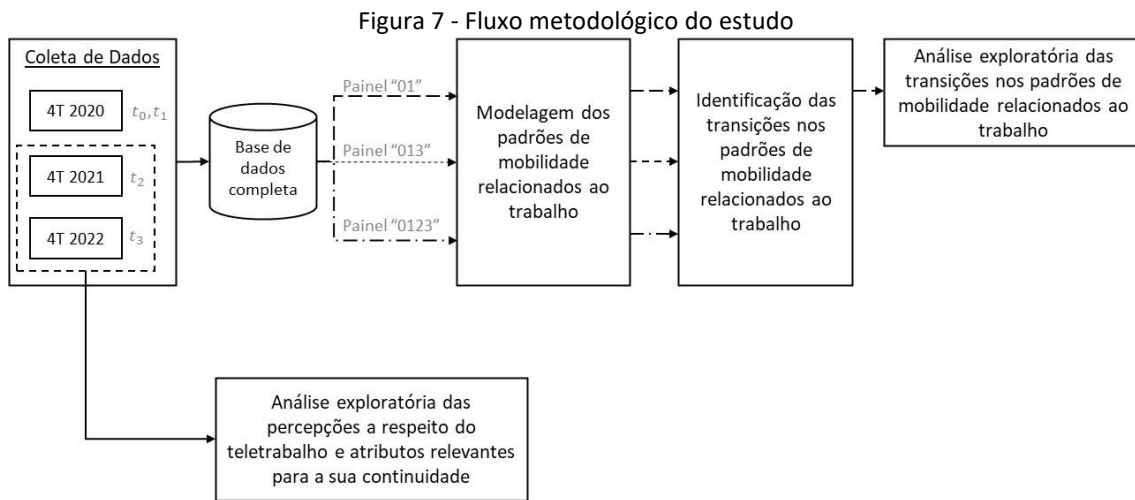 Figura 7 - Fluxo metodológico do estudo
Coleta de Dados
4T 2020
t₀,t₁
4T 2021
t₂
4T 2022
t₃
Base de
dados
completa
Painel "01"
Painel "013"
Painel "0123"
Modelagem dos
padrões de
mobilidade
relacionados ao
trabalho
Identificação das
transições nos
padrões de
mobilidade
relacionados ao
trabalho
Análise exploratória das
transições nos padrões de
mobilidade relacionados ao
trabalho
Análise exploratória das
percepções a respeito do
teletrabalho e atributos relevantes
para a sua continuidade